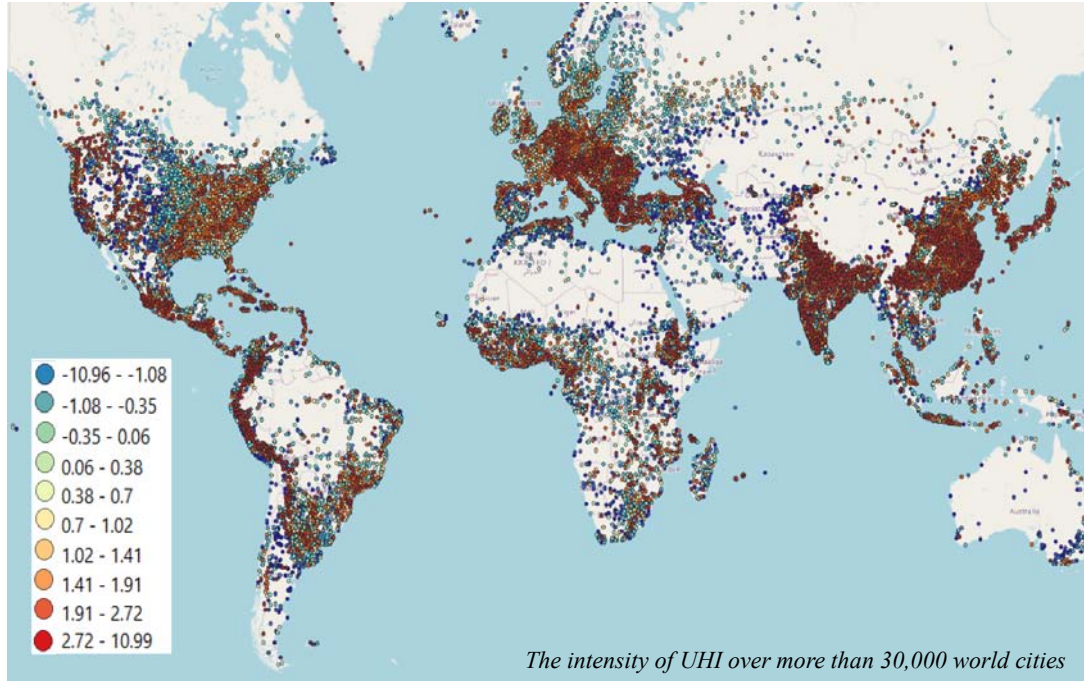 Kazakhstan
Australia
-10.96 - -1.08
-1.08 - -0.35
-0.35 - 0.06
0.06 - 0.38
0.38 - 0.7
0.7 - 1.02
1.02 - 1.41
1.41 - 1.91
1.91 - 2.72
2.72 - 10.99
The intensity of UHI over more than 30,000 world cities